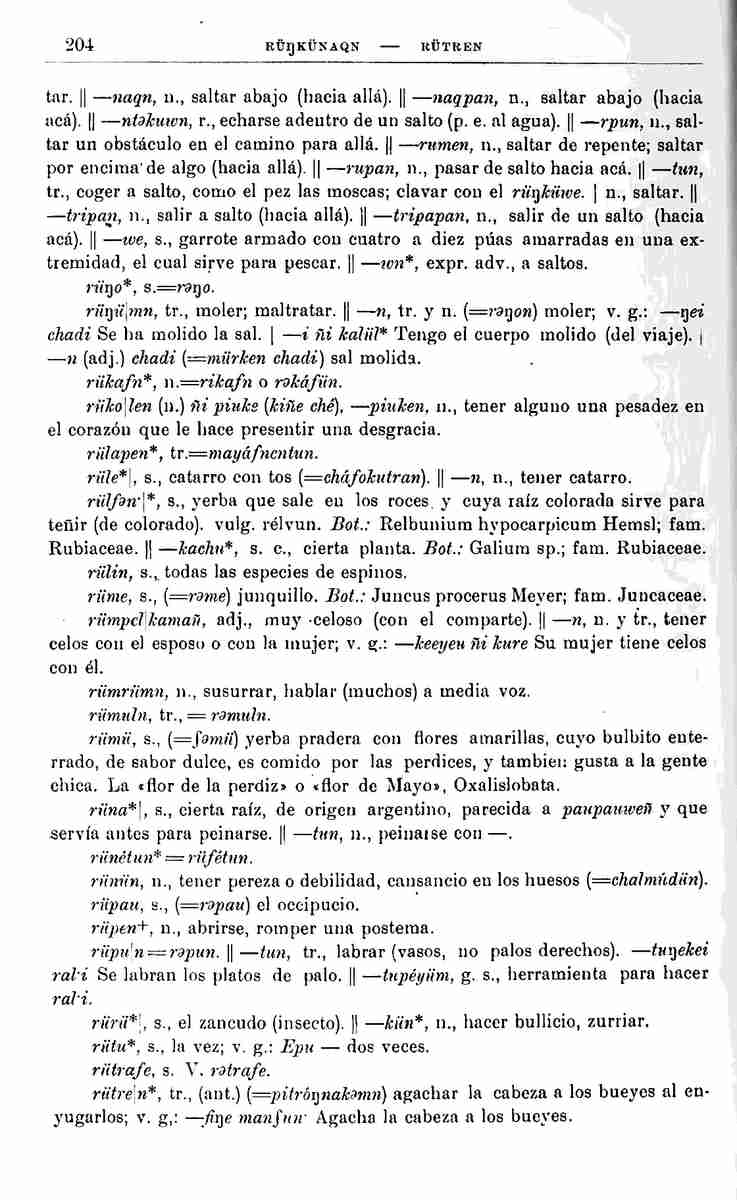 204 RÜŊKÜNAQN — RÜTREN
tar. || —naqn, n., saltar abajo (hacia allá). || —naqpan, n., saltar abajo (hacia
acá). || —ntəkuwn, r., echarse adentro de un salto (p. e. al agua). || —rpun, n., sal-
tar un obstáculo en el camino para allá. || —rumen, n., saltar de repente; saltar
por encima de algo (hacia allá). || —rupan, n., pasar de salto hacia acá. || —tun,
tr., coger a salto, como el pez las moscas; clavar con el rüŋküwe. | n., saltar. ||
—tripan, n., salir a salto (hacia allá). || —tripapan, n., salir de un salto (hacia
acá). || —we, s., garrote armado con cuatro a diez púas amarradas en una ex-
tremidad, el cual sirve para pescar. || —wn*, expr. adv., a saltos.
rüŋo*, s.=rəŋo.
rüŋü|mn, tr., moler; maltratar. || —n, tr. y n. (=rəŋon) moler; v. g.: —ŋei
chadi Se ha molido la sal. | —i ñi kalül* Tengo el cuerpo molido (del viaje). |
—n (adj.) chadi (=mürken chadi) sal molida.
rükafn*, n.=rikafn o rəkáfün.
rüko|len (n.) ñi piuke (kiñe ché), —piuken, n., tener alguno una pesadez en
el corazón que le hace presentir una desgracia.
rülapen*, tr.=mayáfnentun.
rüle*|, s., catarro con tos (=cháfokutran). || —n, n., tener catarro.
rülfən·|*, s., yerba que sale en los roces y cuya raíz colorada sirve para
teñir (de colorado). vulg. rélvun. Bot.: Relbunium hypocarpicum Hemsl; fam.
Rubiaceae. || —kachu*, s. c., cierta planta. Bot.: Galium sp.; fam. Rubiaceae.
rülin, s., todas las especies de espinos.
rüme, s., (=rəme) junquillo. Bot.: Juncus procerus Meyer; fam. Juncaceae.
rümpel|kamañ, adj., muy celoso (con el comparte). || —n, n. y tr., tener
celos con el esposo o con la mujer; v. g.: —keeyeu ñi kure Su mujer tiene celos
con él.
rümrümn, n., susurrar, hablar (muchos) a media voz.
rümuln, tr., = rəmuln.
rümü, s., (=ʃəmü) yerba pradera con flores amarillas, cuyo bulbito ente-
rrado, de sabor dulce, es comido por las perdices, y tambien gusta a la gente
chica. La «flor de la perdiz» o «flor de Mayo», Oxalislobata.
rüna*|, s., cierta raíz, de origen argentino, parecida a paupauweñ y que
servía antes para peinarse. || —tun, n., peinarse con —.
rünétun* = rüfétun.
rünün, n., tener pereza o debilidad, cansancio en los huesos (=chalmúdün).
rüpau, s., (=rəpau) el occipucio.
rüpen+, n., abrirse, romper una postema.
rüpu|n = rəpun. || —tun, tr., labrar (vasos, no palos derechos). —tuŋekei
ral·i Se labran los platos de palo. || —tupéyüm, g. s., herramienta para hacer
ral·i.
rürü*|, s., el zancudo (insecto). || —kün*, n., hacer bullicio, zurriar.
rütu*, s., la vez; v. g.: Epu — dos veces.
rütrafe, s. V. rətrafe.
rütre|n*, tr., (ant.) (=pitróŋnakəmn) agachar la cabeza a los bueyes al en-
yugarlos; v. g,: —fiŋe manʃun· Agacha la cabeza a los bueyes.